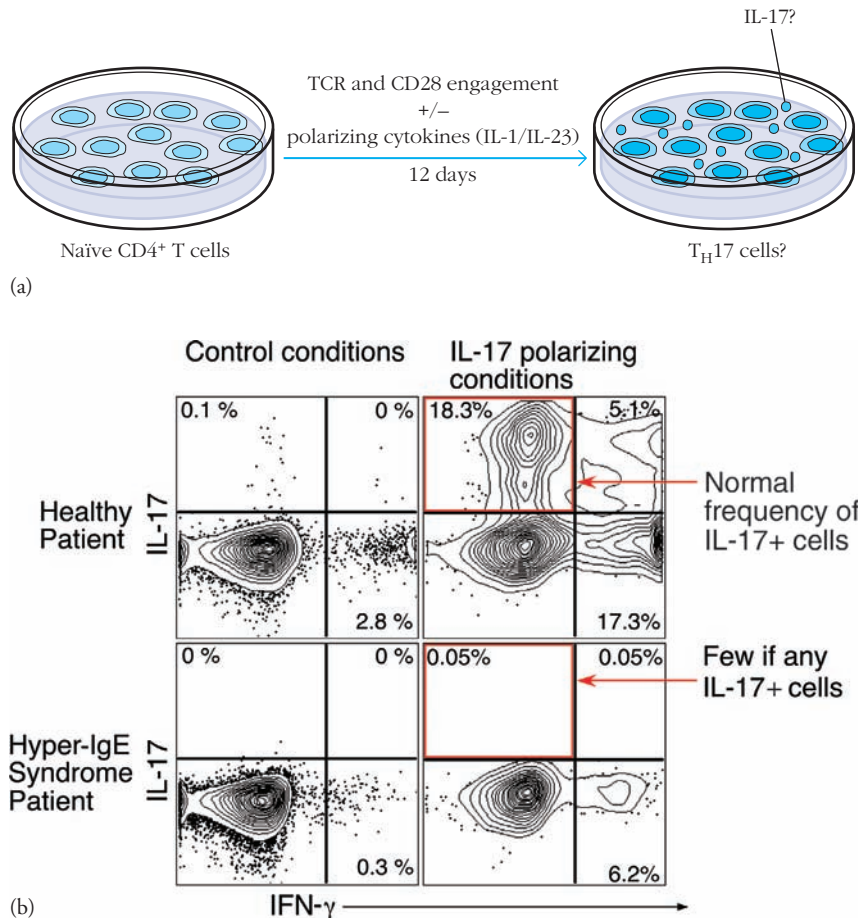 IL-17?
TCR and CD28 engagement
+/–
polarizing cytokines (IL-1/IL-23)
12 days
Naïve CD4⁺ T cells
T_H17 cells?
(a)
Control conditions
IL-17 polarizing
conditions
0.1 %
0%
18.3%
5.1%
Healthy
Patient
IL-17
Normal
frequency of
IL-17+ cells
2.8 %
17.3%
0 %
0%
0.05%
0.05%
Few if any
IL-17+ cells
Hyper-IgE
Syndrome
Patient
IL-17
0.3 %
6.2%
(b)
IFN-γ